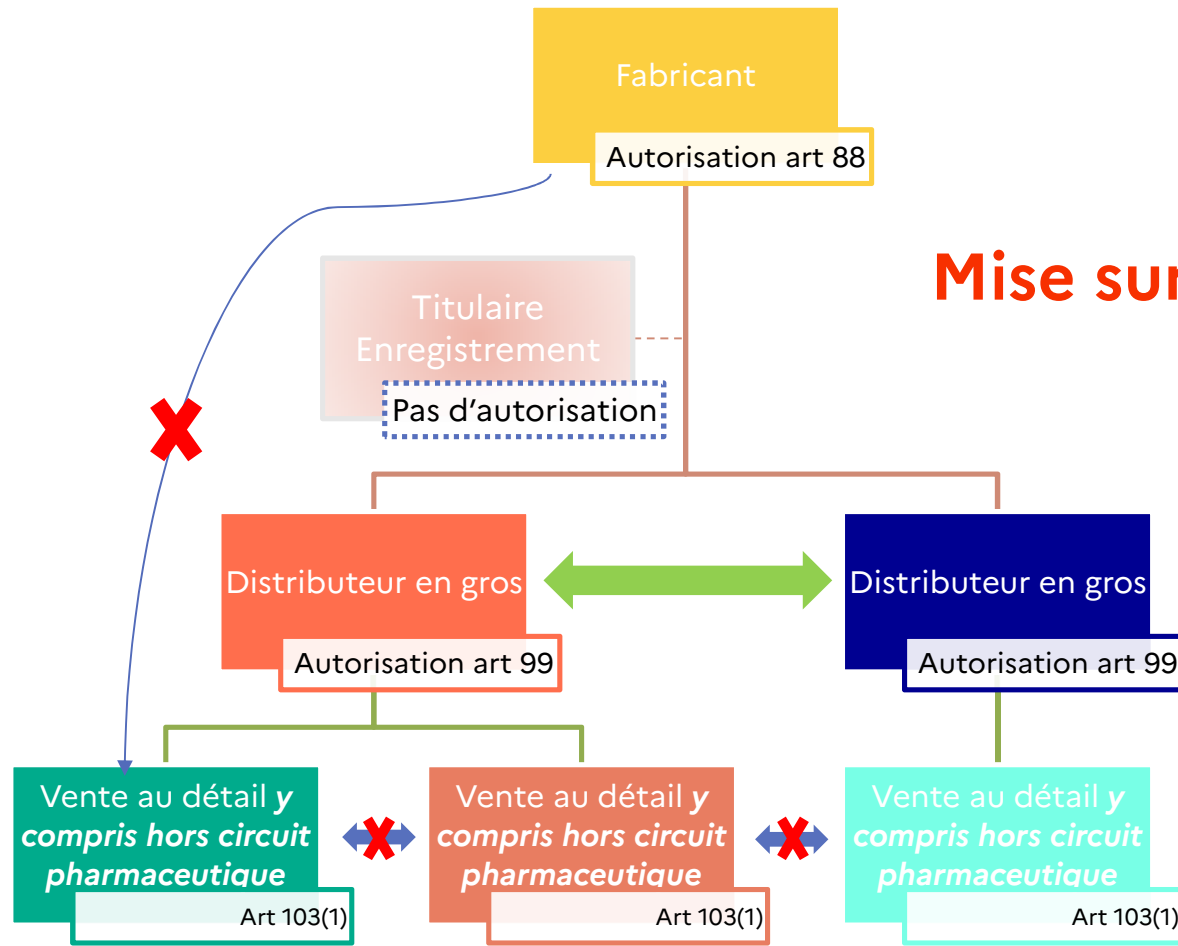 Fabricant
Autorisation art 88
Mise sur
Titulaire
Enregistrement
Pas d’autorisation
Distributeur en gros
Autorisation art 99
Distributeur en gros
Autorisation art 99
Vente au détail y
compris hors circuit
pharmaceutique
Art 103(1)
Vente au détail y
compris hors circuit
pharmaceutique
Art 103(1)
Vente au détail y
compris hors circuit
pharmaceutique
Art 103(1)